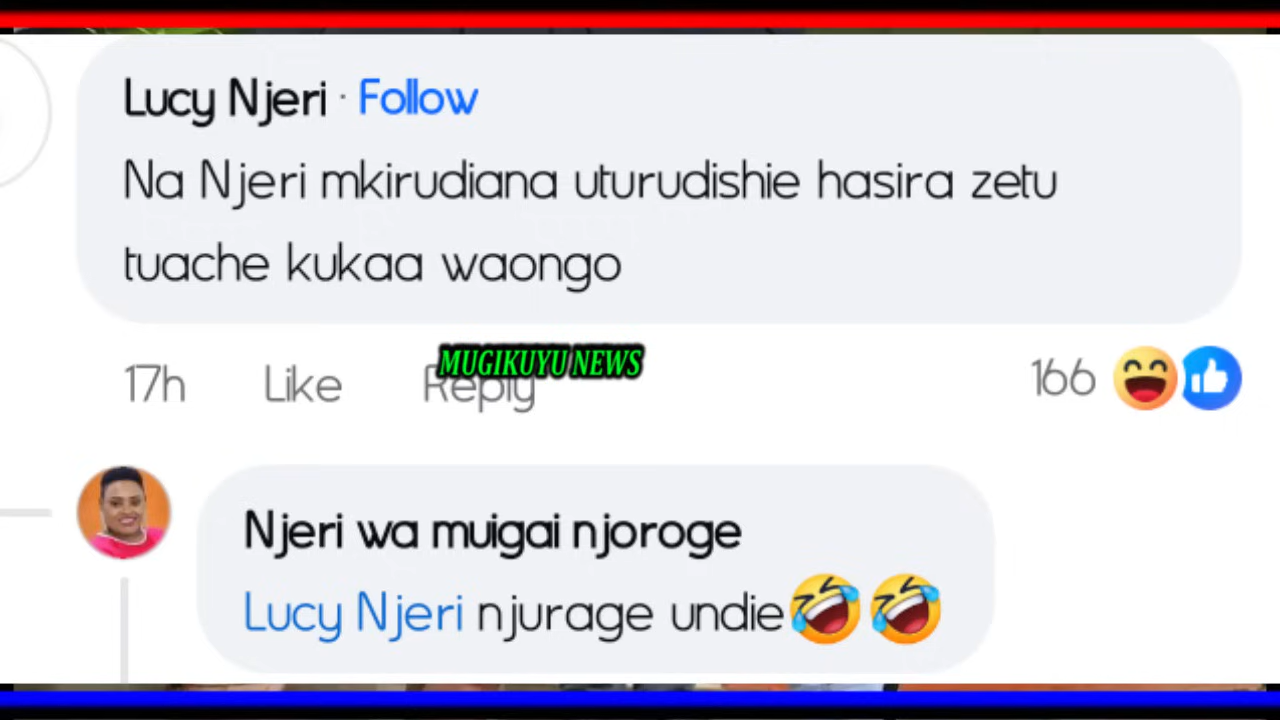 Lucy Njeri · Follow
Na Njeri mkirudiana uturudishie hasira zetu
tuache kukaa waongo
MUGIKUYU NEWS
17h Like Reply 166
Njeri wa muigai njoroge
Lucy Njeri njurage undie🤣🤣